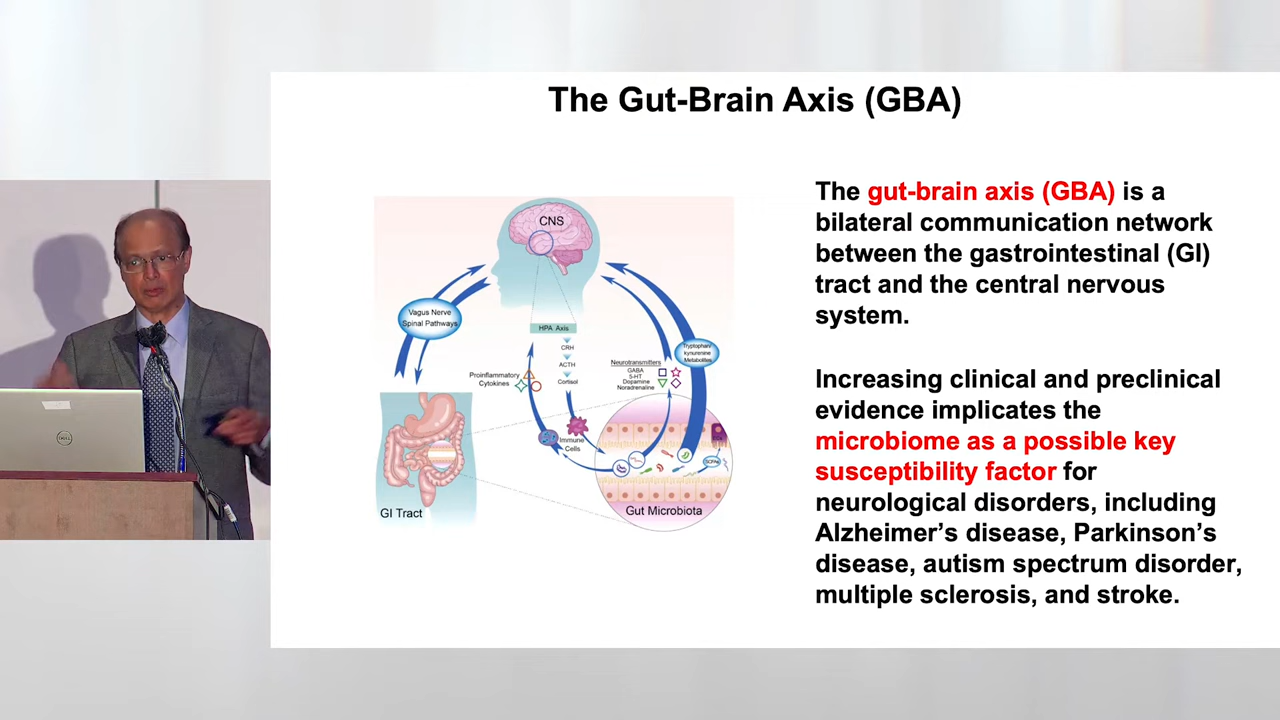 The Gut-Brain Axis (GBA)
CNS
Vagus Nerve
Spinal Pathways
HPA Axis
CRH
ACTH
Cortisol
Proinflammatory
Cytokines
Immune
Cells
Neurotransmitters
GABA
5-HT
Dopamine
Noradrenaline
Tryptophan/
kynurenine
Metabolites
SCFAs
GI Tract
Gut Microbiota
The gut-brain axis (GBA) is a
bilateral communication network
between the gastrointestinal (GI)
tract and the central nervous
system.
Increasing clinical and preclinical
evidence implicates the
microbiome as a possible key
susceptibility factor for
neurological disorders, including
Alzheimer’s disease, Parkinson’s
disease, autism spectrum disorder,
multiple sclerosis, and stroke.
DELL